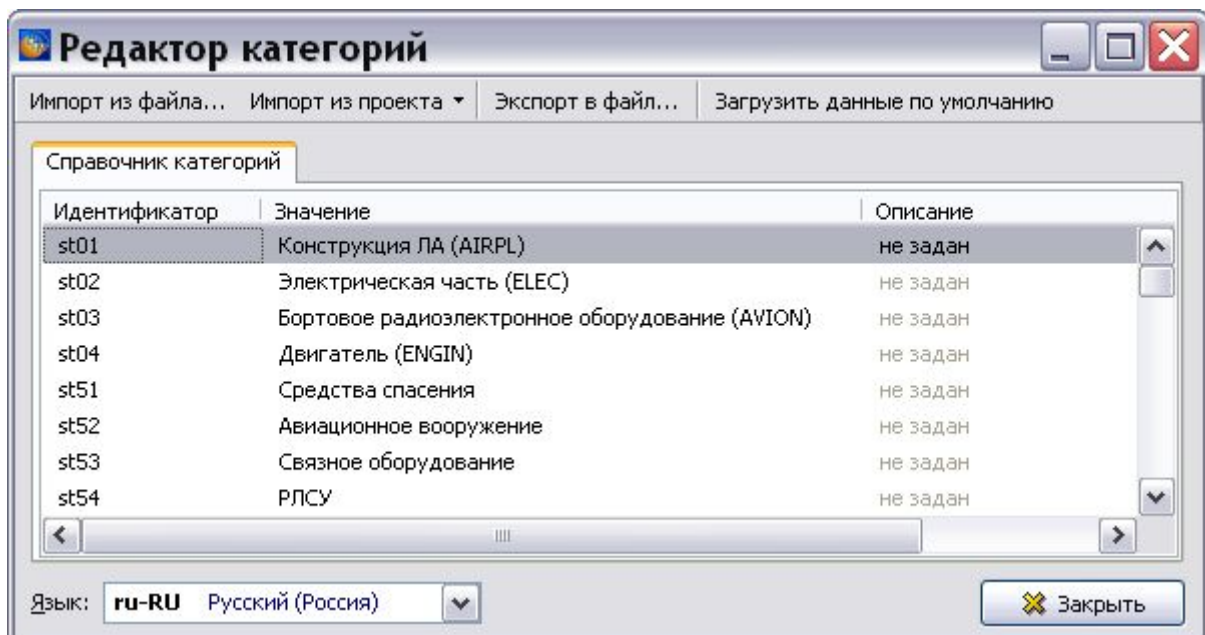 Редактор категорий
Импорт из файла... Импорт из проекта Экспорт в файл... Загрузить данные по умолчанию
Справочник категорий
Идентификатор Значение Описание
st01 Конструкция ЛА (AIRPL) не задан
st02 Электрическая часть (ELEC) не задан
st03 Бортовое радиоэлектронное оборудование (AVION) не задан
st04 Двигатель (ENGIN) не задан
st51 Средства спасения не задан
st52 Авиационное вооружение не задан
st53 Связное оборудование не задан
st54 РЛСУ не задан
Язык: ru-RU Русский (Россия) Закрыть